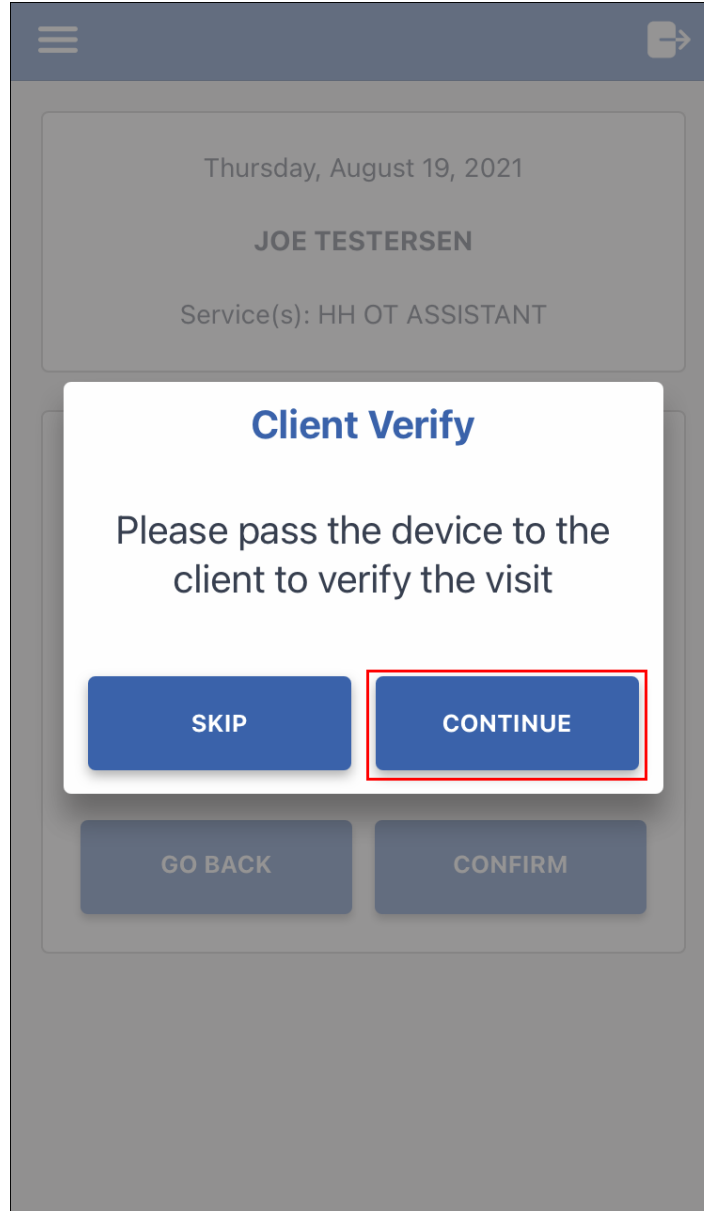 Thursday, August 19, 2021
JOE TESTERSEN
Service(s): HH OT ASSISTANT
Client Verify
Please pass the device to the
client to verify the visit
SKIP
CONTINUE
GO BACK
CONFIRM